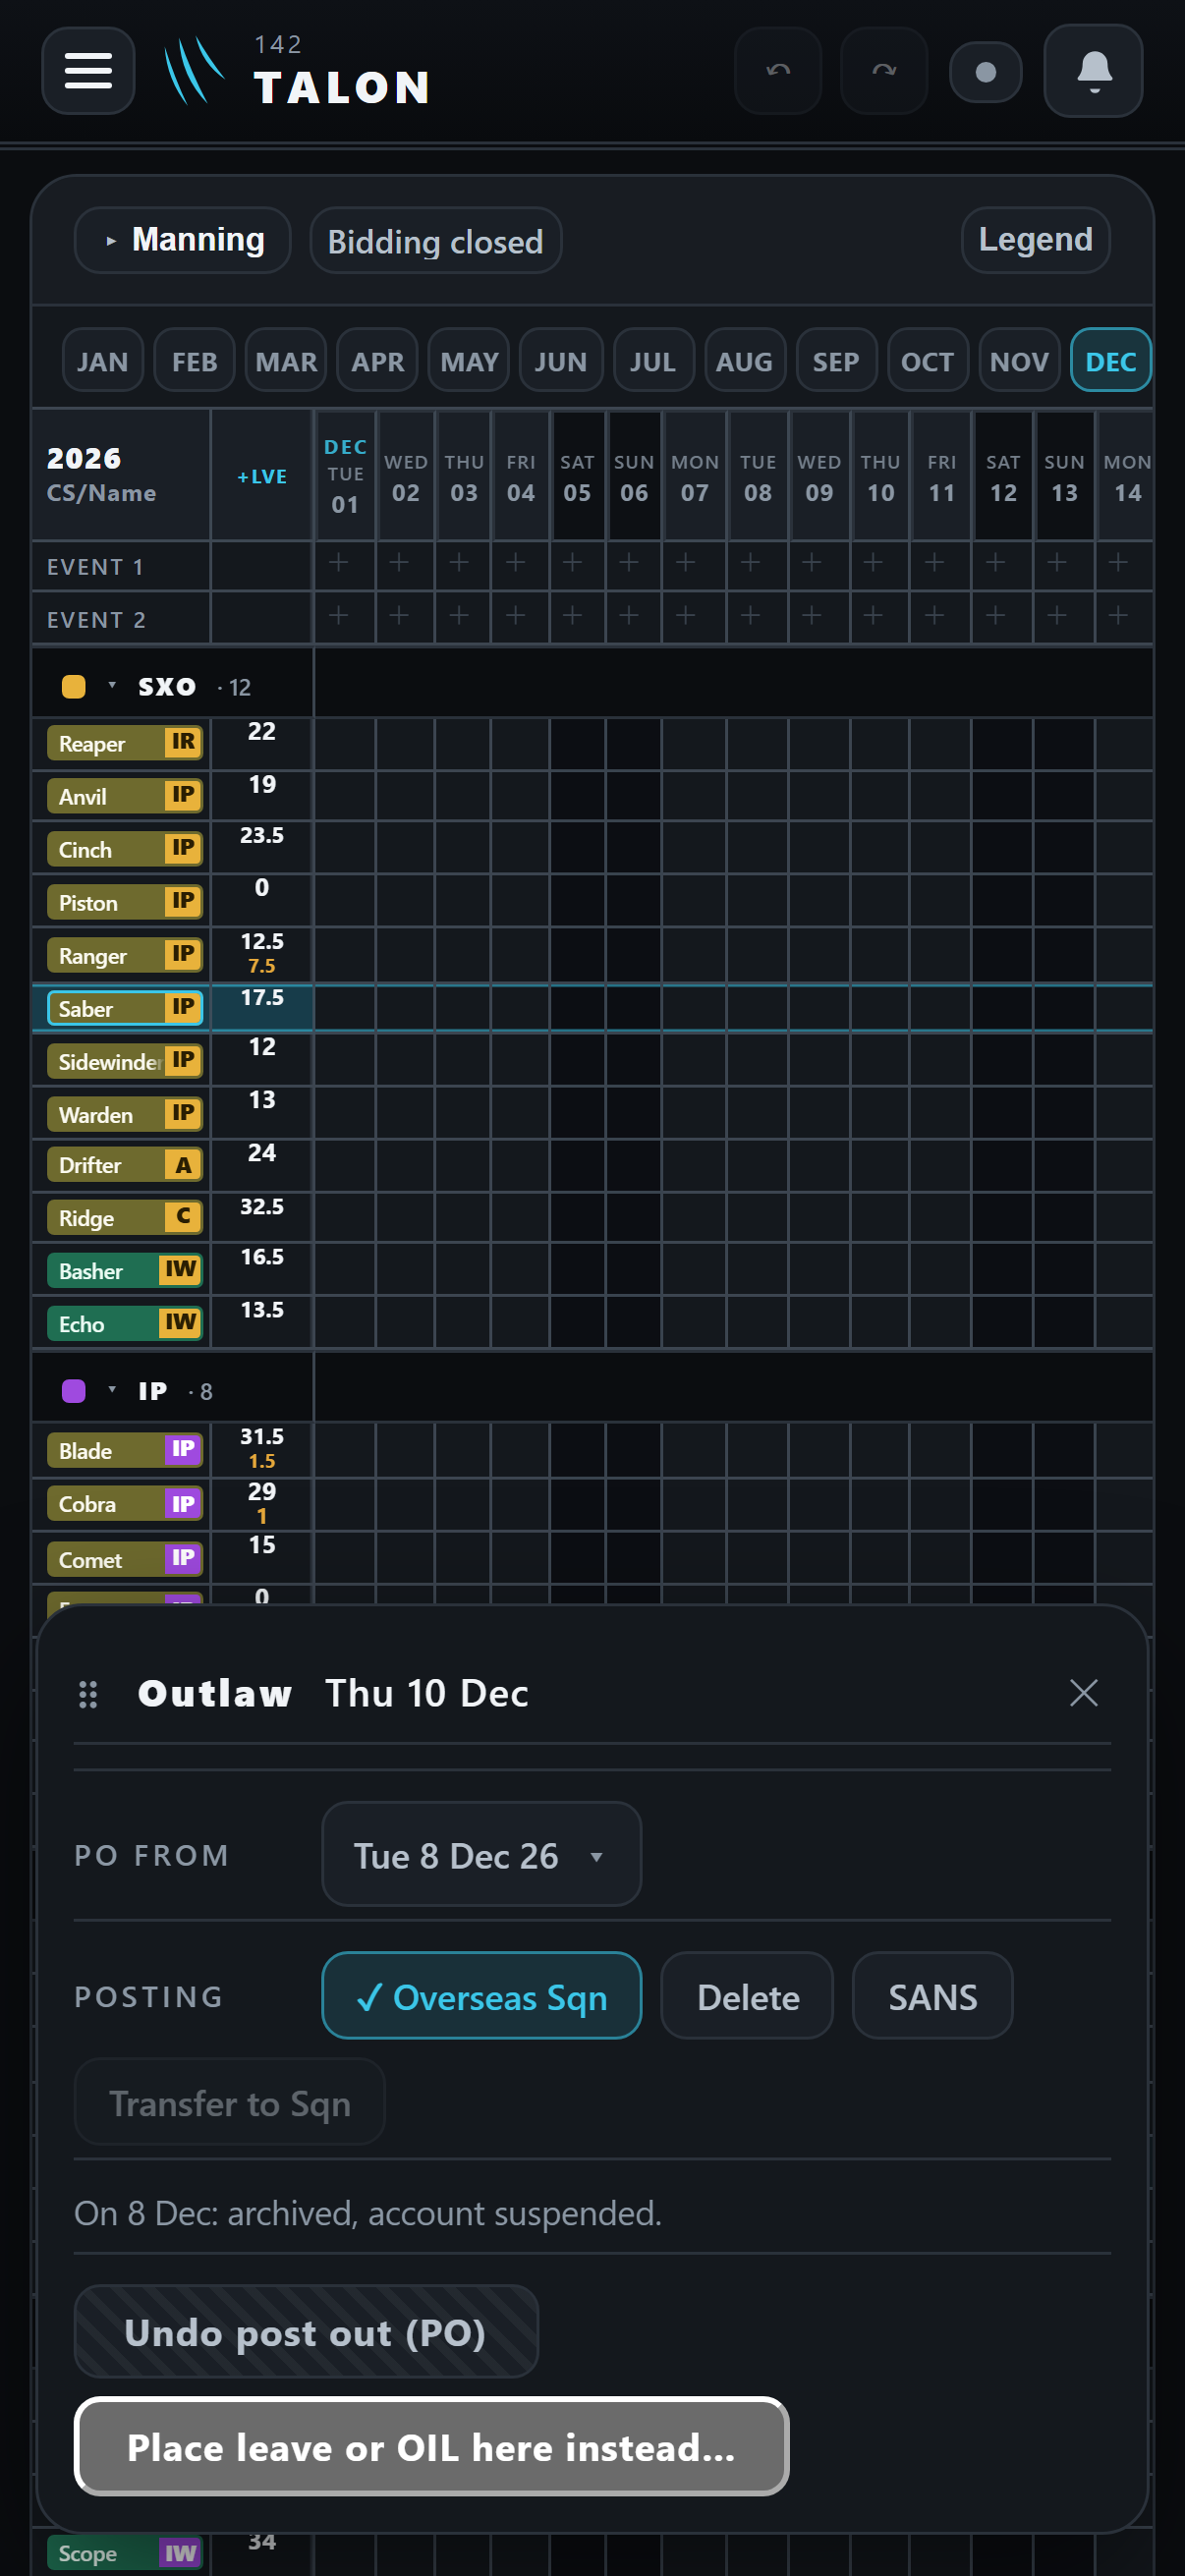 142
TALON
▸ Manning Bidding closed Legend
JAN FEB MAR APR MAY JUN JUL AUG SEP OCT NOV DEC
2026
CS/Name
+LVE
DEC
TUE WED THU FRI SAT SUN MON TUE WED THU FRI SAT SUN MON
01 02 03 04 05 06 07 08 09 10 11 12 13 14
EVENT 1 + + + + + + + + + + + + + +
EVENT 2 + + + + + + + + + + + + + +
▾ SXO · 12
Reaper IR 22
Anvil IP 19
Cinch IP 23.5
Piston IP 0
Ranger IP 12.5
7.5
Saber IP 17.5
Sidewinder IP 12
Warden IP 13
Drifter A 24
Ridge C 32.5
Basher IW 16.5
Echo IW 13.5
▾ IP · 8
Blade IP 31.5
1.5
Cobra IP 29
1
Comet IP 15
0
Outlaw Thu 10 Dec
PO FROM Tue 8 Dec 26 ▾
POSTING ✓ Overseas Sqn Delete SANS
Transfer to Sqn
On 8 Dec: archived, account suspended.
Undo post out (PO)
Place leave or OIL here instead...
Scope IW 34